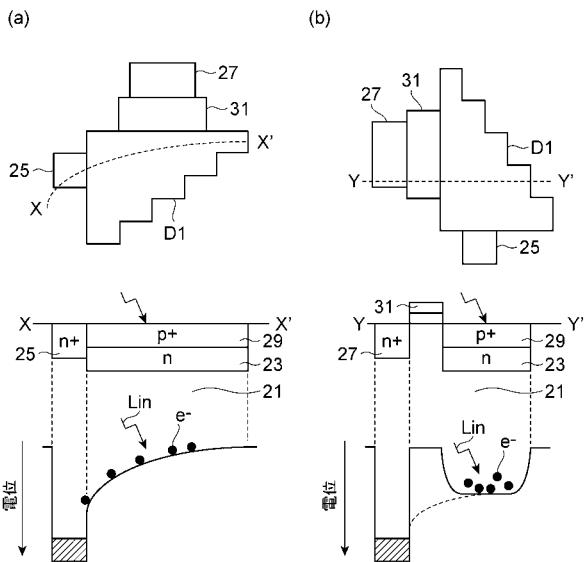 (a)
27
31
X'
25
X
D1
(b)
31
27
D1
Y
Y'
25
X
X'
n+
p+
29
25
n
23
21
Lin
e-
電位
31
Y
Y'
n+
p+
29
27
n
23
21
Lin
e-
電位